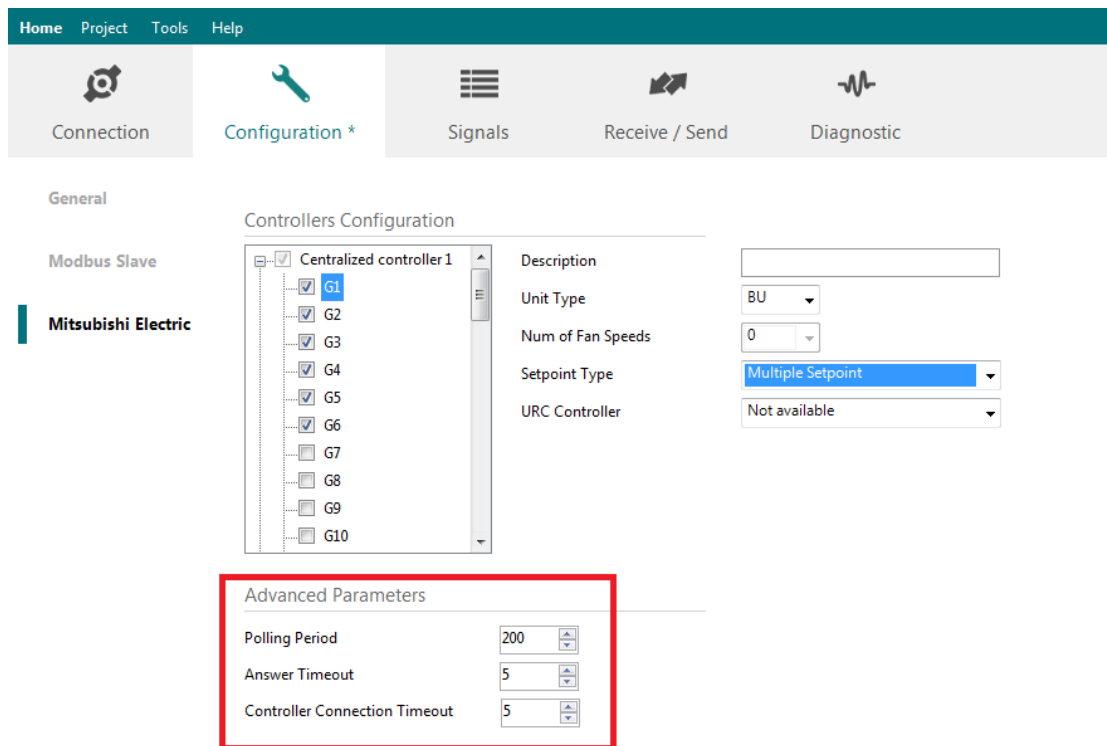 Home Project Tools Help
Connection Configuration * Signals Receive / Send Diagnostic
General
Modbus Slave
Mitsubishi Electric
Controllers Configuration
Centralized controller 1
G1
G2
G3
G4
G5
G6
G7
G8
G9
G10
Description
Unit Type BU
Num of Fan Speeds 0
Setpoint Type Multiple Setpoint
URC Controller Not available
Advanced Parameters
Polling Period 200
Answer Timeout 5
Controller Connection Timeout 5